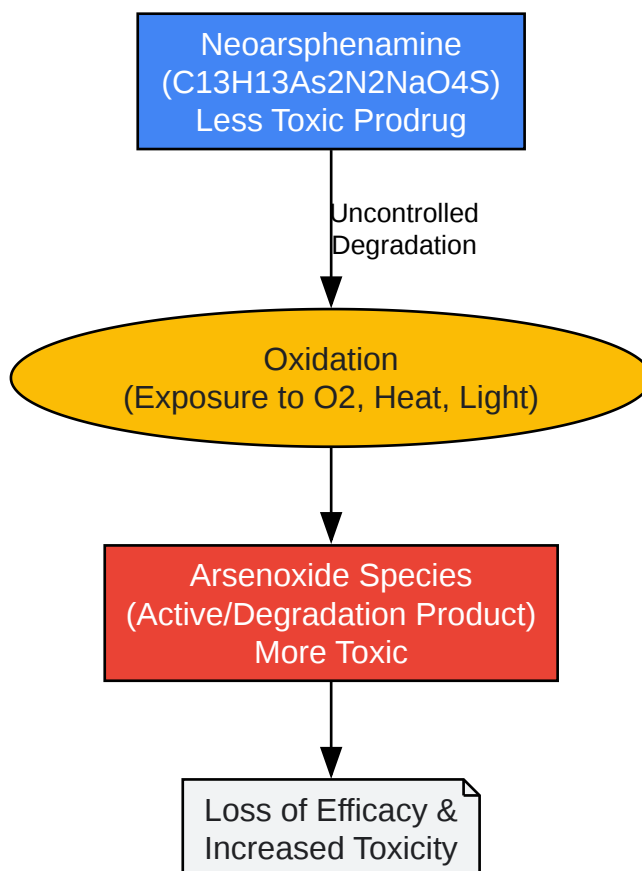 Neoarsphenamine
(C13H13As2N2NaO4S)
Less Toxic Prodrug
Uncontrolled
Degradation
Oxidation
(Exposure to O2, Heat, Light)
Arsenoxide Species
(Active/Degradation Product)
More Toxic
Loss of Efficacy &
Increased Toxicity